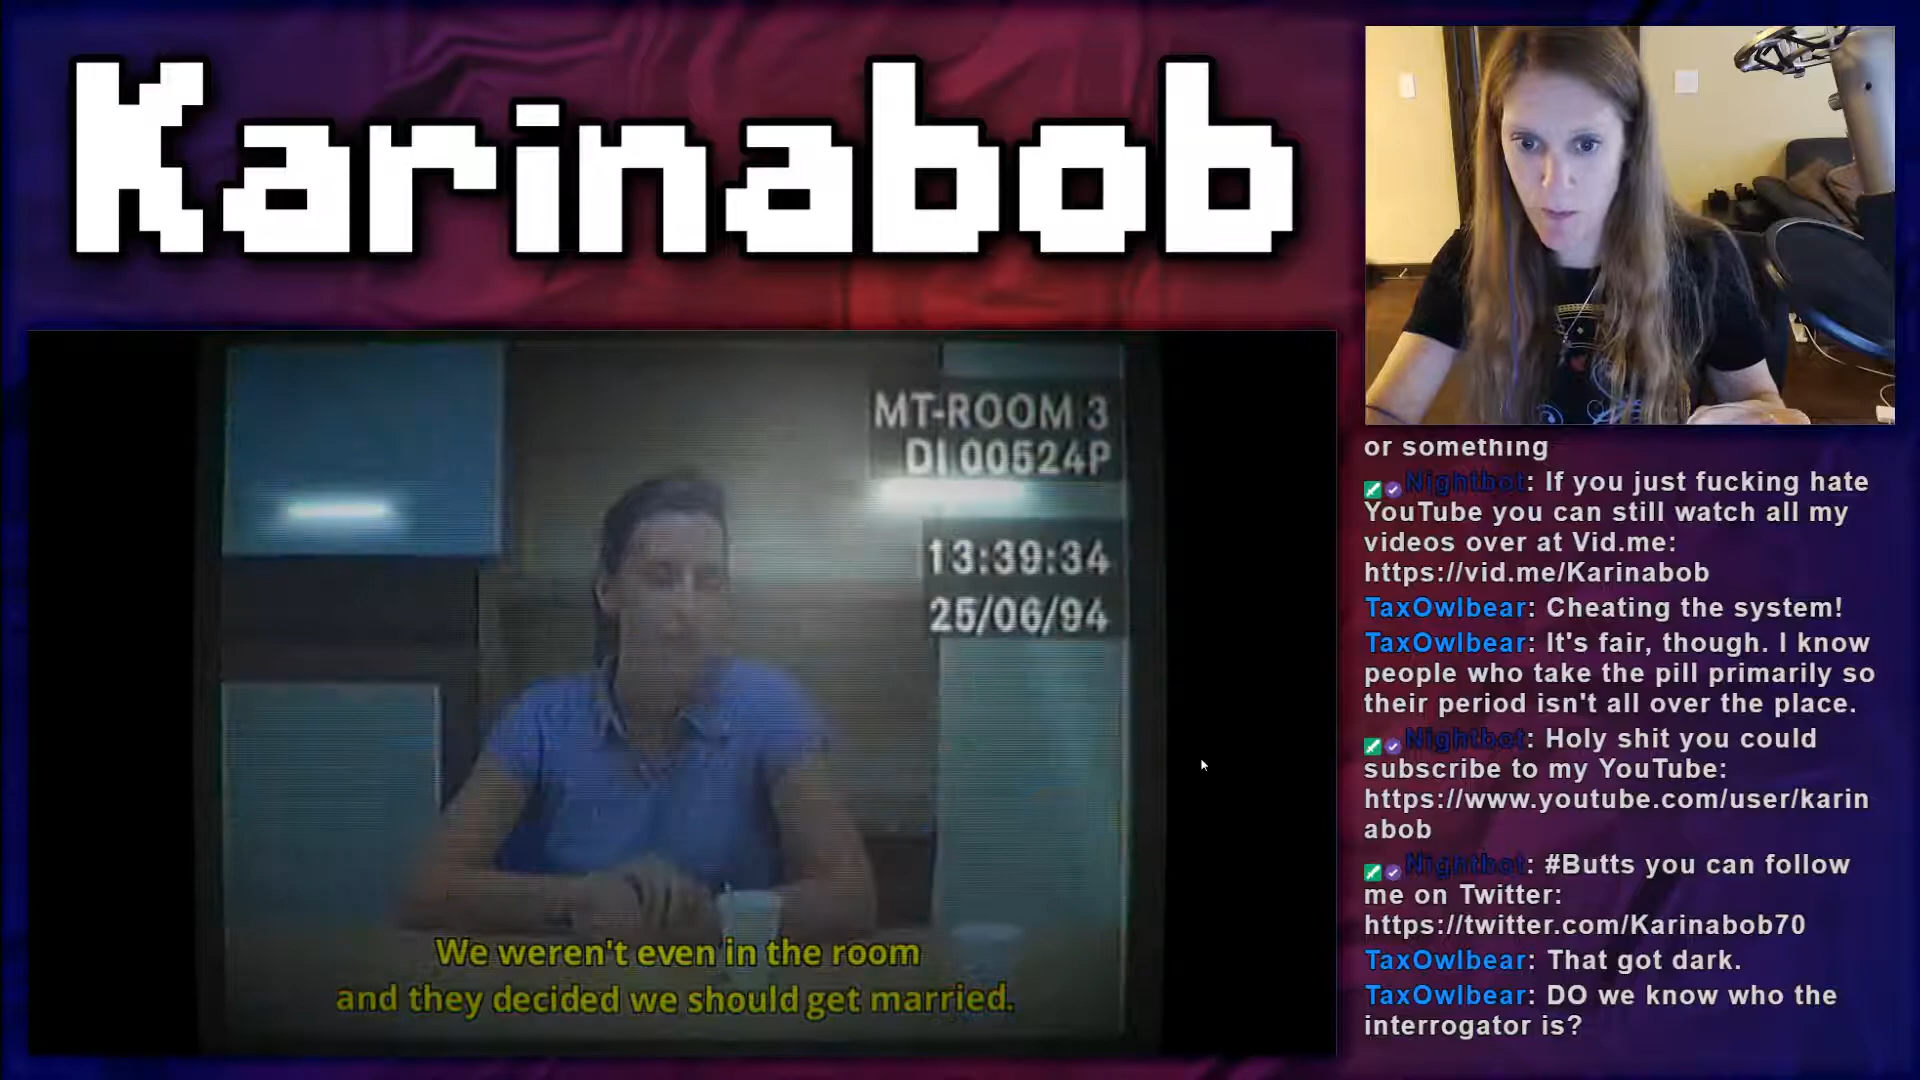 Karinabob
MT-ROOM 3
DI 00524P
13:39:34
25/06/94
We weren't even in the room
and they decided we should get married.
or something
Nightbot: If you just fucking hate
YouTube you can still watch all my
videos over at Vid.me:
https://vid.me/Karinabob
TaxOwlbear: Cheating the system!
TaxOwlbear: It's fair, though. I know
people who take the pill primarily so
their period isn't all over the place.
Nightbot: Holy shit you could
subscribe to my YouTube:
https://www.youtube.com/user/karin
abob
Nightbot: #Butts you can follow
me on Twitter:
https://twitter.com/Karinabob70
TaxOwlbear: That got dark.
TaxOwlbear: DO we know who the
interrogator is?